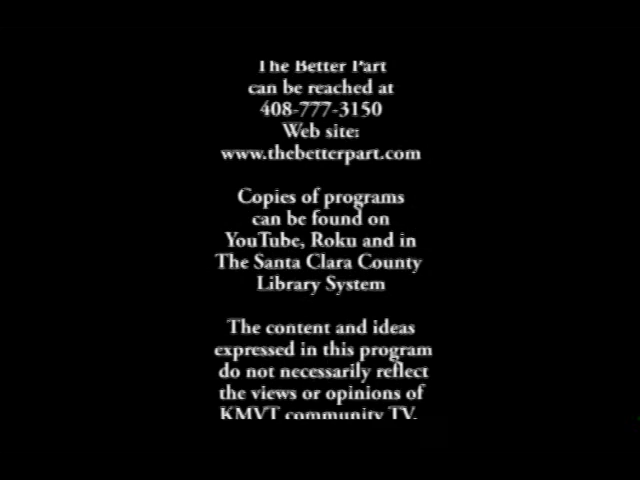 The Better Part
can be reached at
408-777-3150
Web site:
www.thebetterpart.com
Copies of programs
can be found on
YouTube, Roku and in
The Santa Clara County
Library System
The content and ideas
expressed in this program
do not necessarily reflect
the views or opinions of
KMVT community TV.